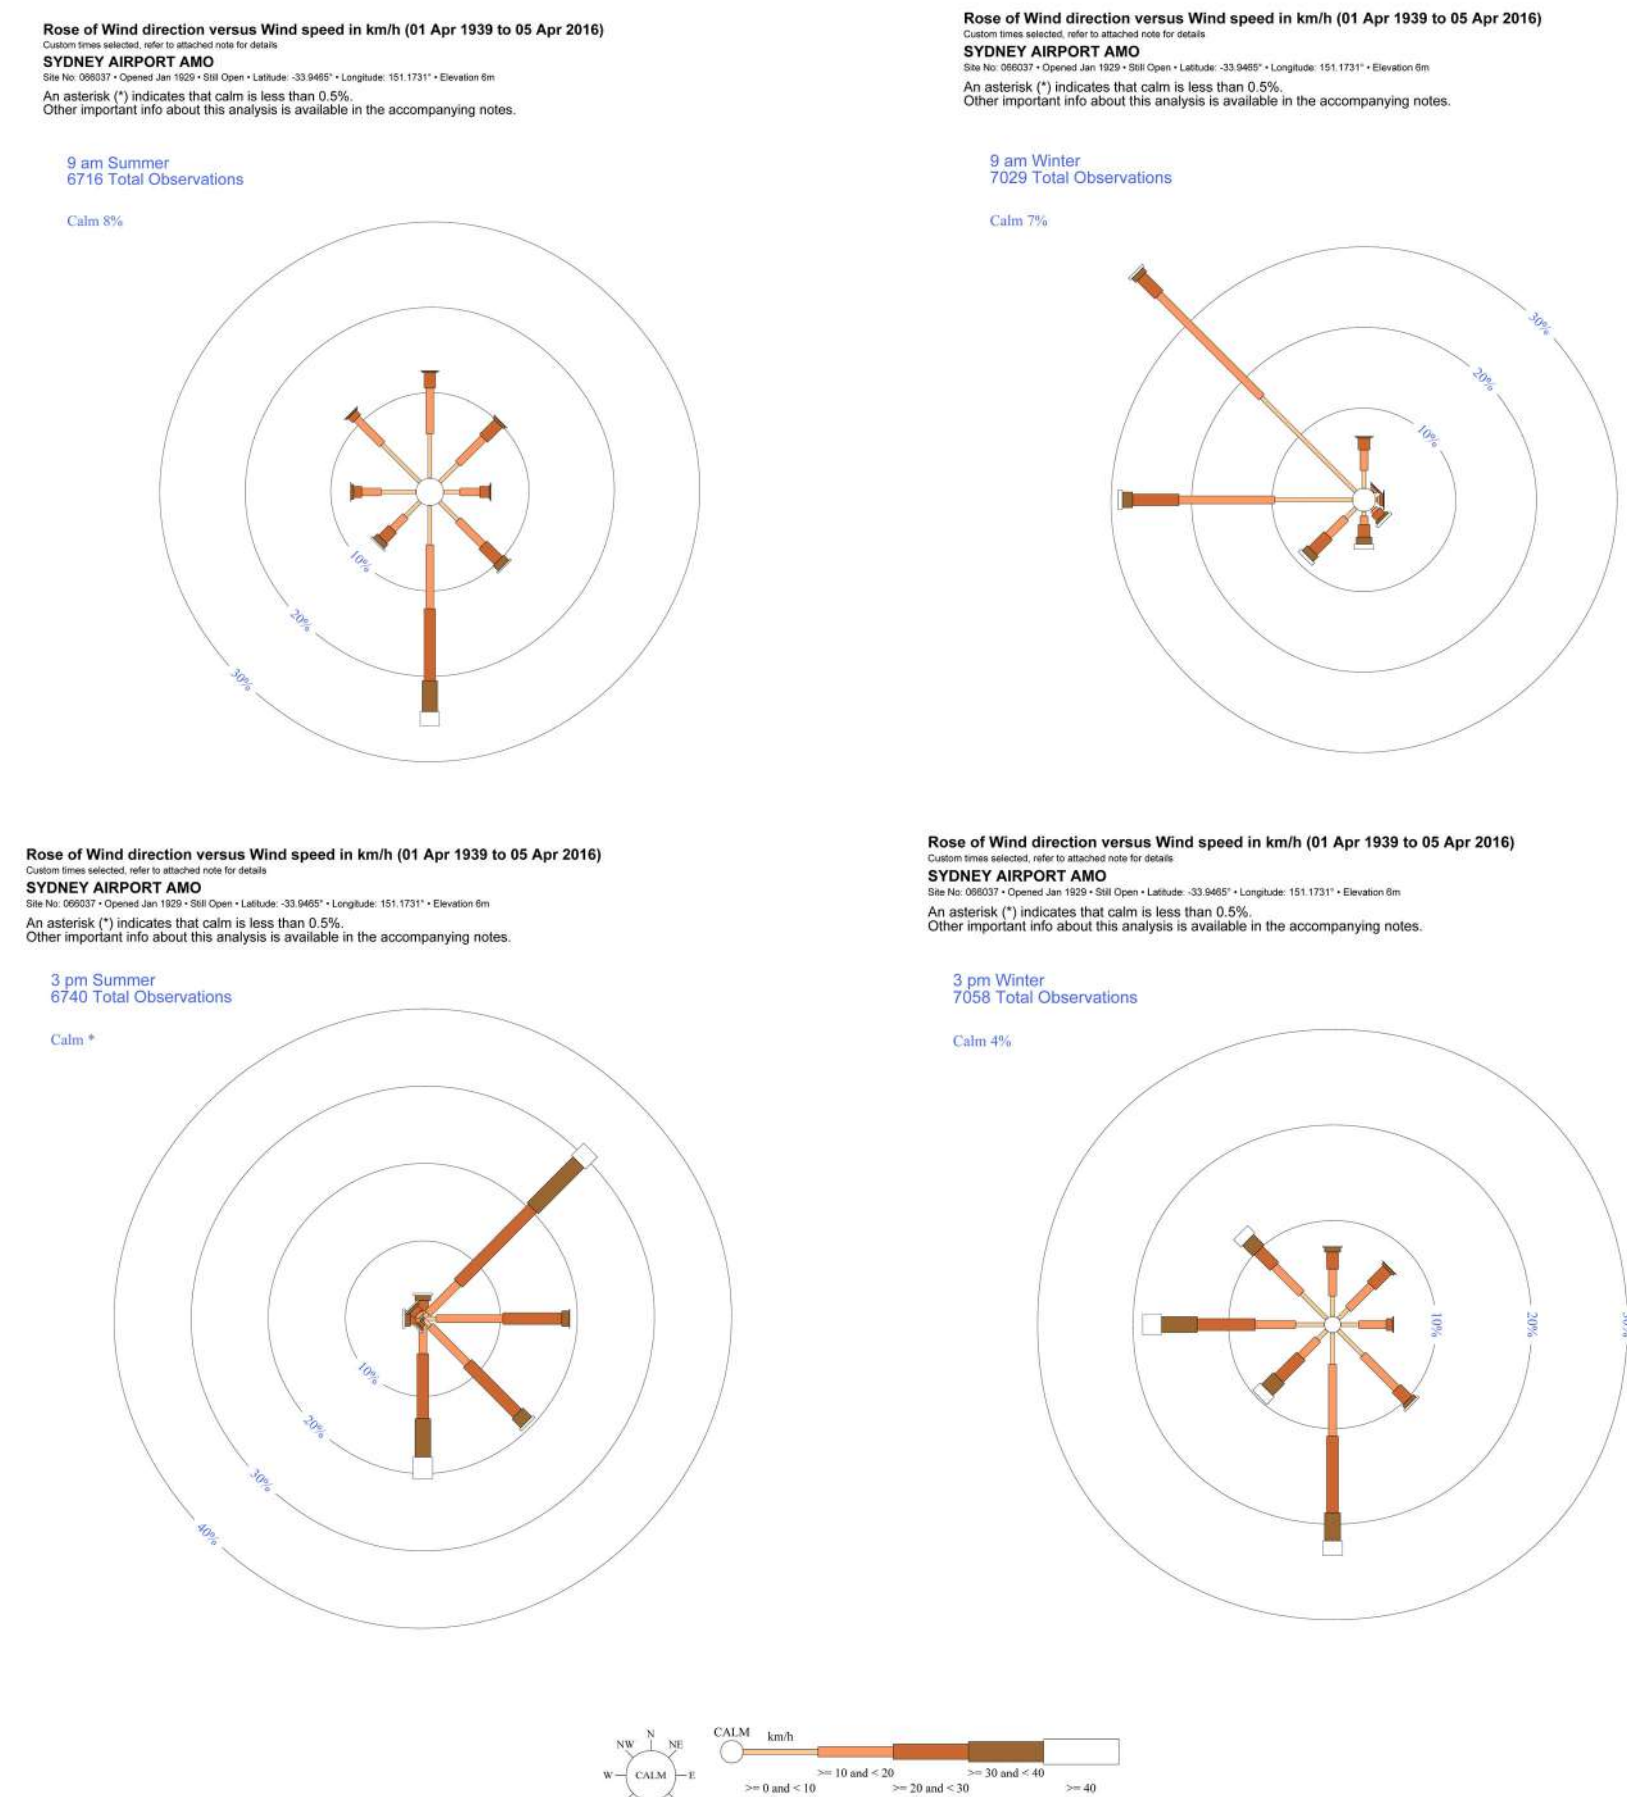 Rose of Wind direction versus Wind speed in km/h (01 Apr 1939 to 05 Apr 2016)
Custom times selected, refer to attached note for details
SYDNEY AIRPORT AMO
Site No: 066037 • Opened Jan 1929 • Still Open • Latitude: -33.9465° • Longitude: 151.1731° • Elevation 6m
An asterisk (*) indicates that calm is less than 0.5%.
Other important info about this analysis is available in the accompanying notes.
9 am Summer
6716 Total Observations
Calm 8%
10%
20%
30%
Rose of Wind direction versus Wind speed in km/h (01 Apr 1939 to 05 Apr 2016)
Custom times selected, refer to attached note for details
SYDNEY AIRPORT AMO
Site No: 066037 • Opened Jan 1929 • Still Open • Latitude: -33.9465° • Longitude: 151.1731° • Elevation 6m
An asterisk (*) indicates that calm is less than 0.5%.
Other important info about this analysis is available in the accompanying notes.
9 am Winter
7029 Total Observations
Calm 7%
30%
20%
10%
Rose of Wind direction versus Wind speed in km/h (01 Apr 1939 to 05 Apr 2016)
Custom times selected, refer to attached note for details
SYDNEY AIRPORT AMO
Site No: 066037 • Opened Jan 1929 • Still Open • Latitude: -33.9465° • Longitude: 151.1731° • Elevation 6m
An asterisk (*) indicates that calm is less than 0.5%.
Other important info about this analysis is available in the accompanying notes.
3 pm Summer
6740 Total Observations
Calm *
10%
20%
30%
40%
Rose of Wind direction versus Wind speed in km/h (01 Apr 1939 to 05 Apr 2016)
Custom times selected, refer to attached note for details
SYDNEY AIRPORT AMO
Site No: 066037 • Opened Jan 1929 • Still Open • Latitude: -33.9465° • Longitude: 151.1731° • Elevation 6m
An asterisk (*) indicates that calm is less than 0.5%.
Other important info about this analysis is available in the accompanying notes.
3 pm Winter
7058 Total Observations
Calm 4%
10%
20%
N
NW NE
W CALM E
CALM km/h
>= 10 and < 20 >= 30 and < 40
>= 0 and < 10 >= 20 and < 30 >= 40